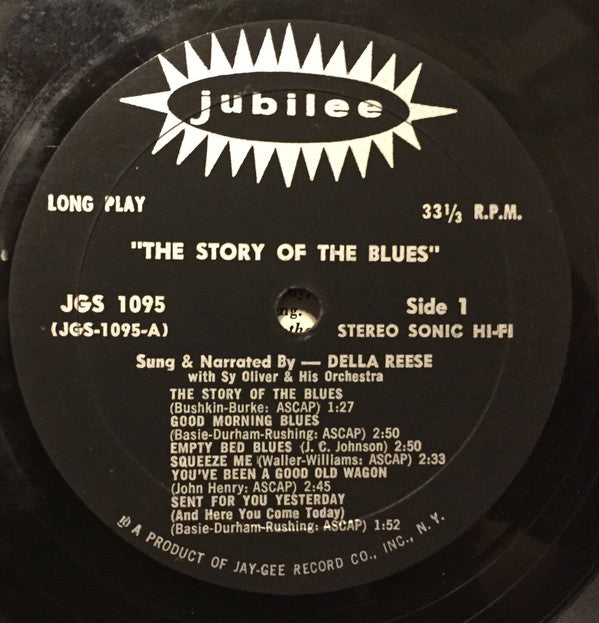 jubilee
LONG PLAY
33⅓ R.P.M.
"THE STORY OF THE BLUES"
JGS 1095
Side 1
(JGS-1095-A)
STEREO SONIC HI-FI
Sung & Narrated By — DELLA REESE
with Sy Oliver & His Orchestra
THE STORY OF THE BLUES
(Bushkin-Burke: ASCAP) 1:27
GOOD MORNING BLUES
(Basie-Durham-Rushing: ASCAP) 2:50
EMPTY BED BLUES (J. C. Johnson) 2:50
SQUEEZE ME (Waller-Williams: ASCAP) 2:33
YOU'VE BEEN A GOOD OLD WAGON
(John Henry: ASCAP) 2:45
SENT FOR YOU YESTERDAY
(And Here You Come Today)
(Basie-Durham-Rushing: ASCAP) 1:52
A PRODUCT OF JAY-GEE RECORD CO., INC., N. Y.